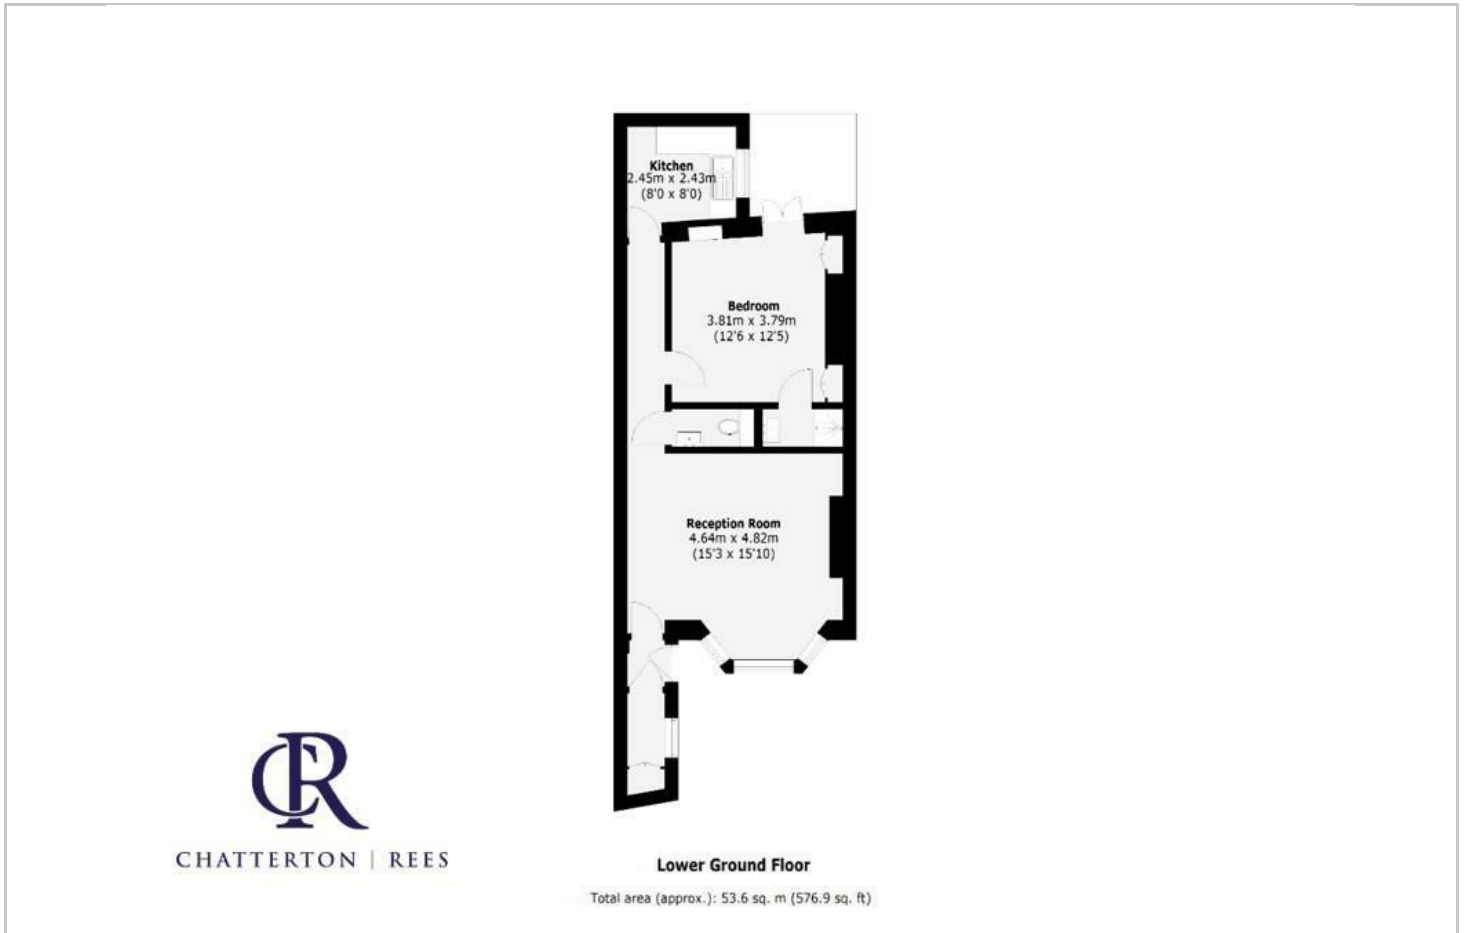 Kitchen
2.45m x 2.43m
(8'0 x 8'0)
Bedroom
3.81m x 3.79m
(12'6 x 12'5)
Reception Room
4.64m x 4.82m
(15'3 x 15'10)
CR
CHATTERTON | REES
Lower Ground Floor
Total area (approx.): 53.6 sq. m (576.9 sq. ft)